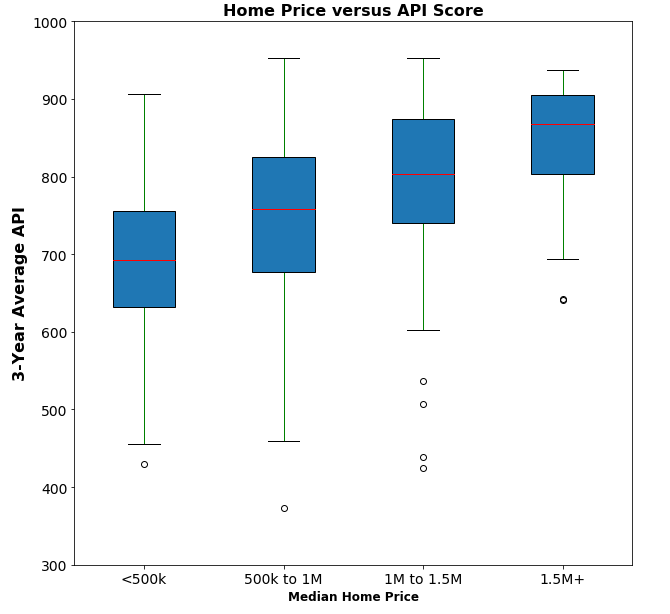 Home Price versus API Score
3-Year Average API
1000
900
800
700
600
500
400
300
<500k
500k to 1M
1M to 1.5M
1.5M+
Median Home Price